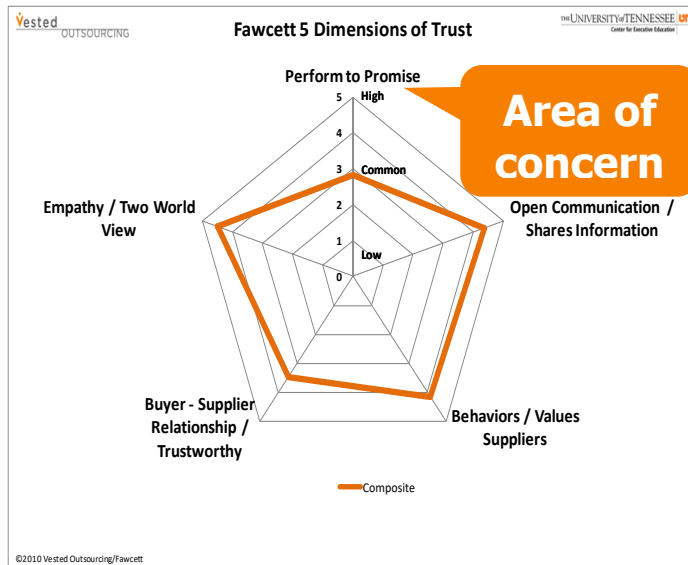 Vested
OUTSOURCING
Fawcett 5 Dimensions of Trust
THE UNIVERSITY of TENNESSEE UT
Center for Executive Education
Perform to Promise
5
High
Area of
concern
4
3
Common
Empathy / Two World
View
Open Communication /
Shares Information
2
1
Low
0
Buyer - Supplier
Relationship /
Trustworthy
Behaviors / Values
Suppliers
Composite
©2010 Vested Outsourcing/Fawcett